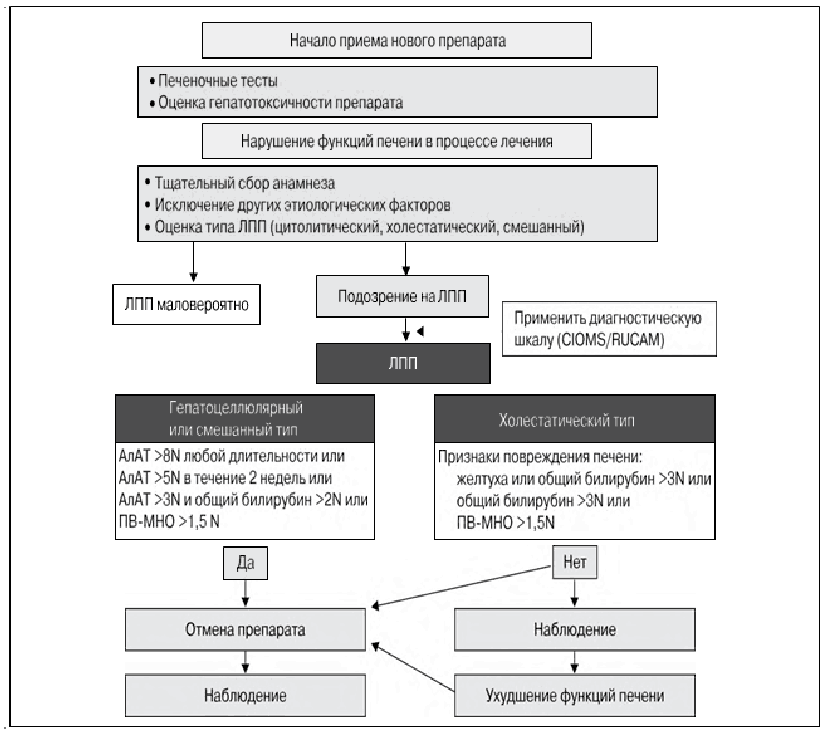 Начало приема нового препарата
• Печеночные тесты
• Оценка гепатотоксичности препарата
Нарушение функций печени в процессе лечения
• Тщательный сбор анамнеза
• Исключение других этиологических факторов
• Оценка типа ЛПП (цитолитический, холестатический, смешанный)
ЛПП маловероятно
Подозрение на ЛПП
Применить диагностическую
шкалу (CIOMS/RUCAM)
ЛПП
Гепатоцеллюлярный
или смешанный тип
АлАТ >8N любой длительности или
АлАТ >5N в течение 2 недель или
АлАТ >3N и общий билирубин >2N или
ПВ-МНО >1,5 N
Холестатический тип
Признаки повреждения печени:
желтуха или общий билирубин >3N или
общий билирубин >3N или
ПВ-МНО >1,5N
Да
Нет
Отмена препарата
Наблюдение
Наблюдение
Ухудшение функций печени